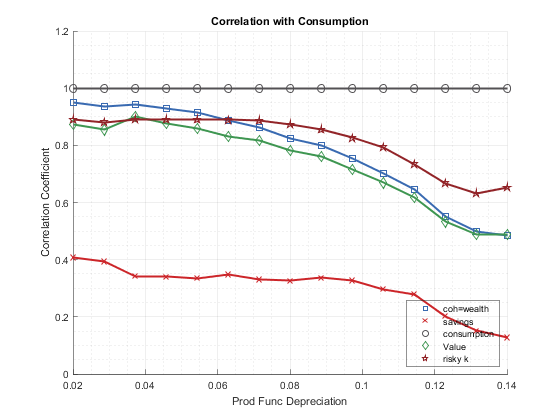 Correlation with Consumption
1.2
1
0.8
0.6
0.4
0.2
0
Correlation Coefficient
coh=wealth
savings
consumption
Value
risky k
0.02
0.04
0.06
0.08
0.1
0.12
0.14
Prod Func Depreciation